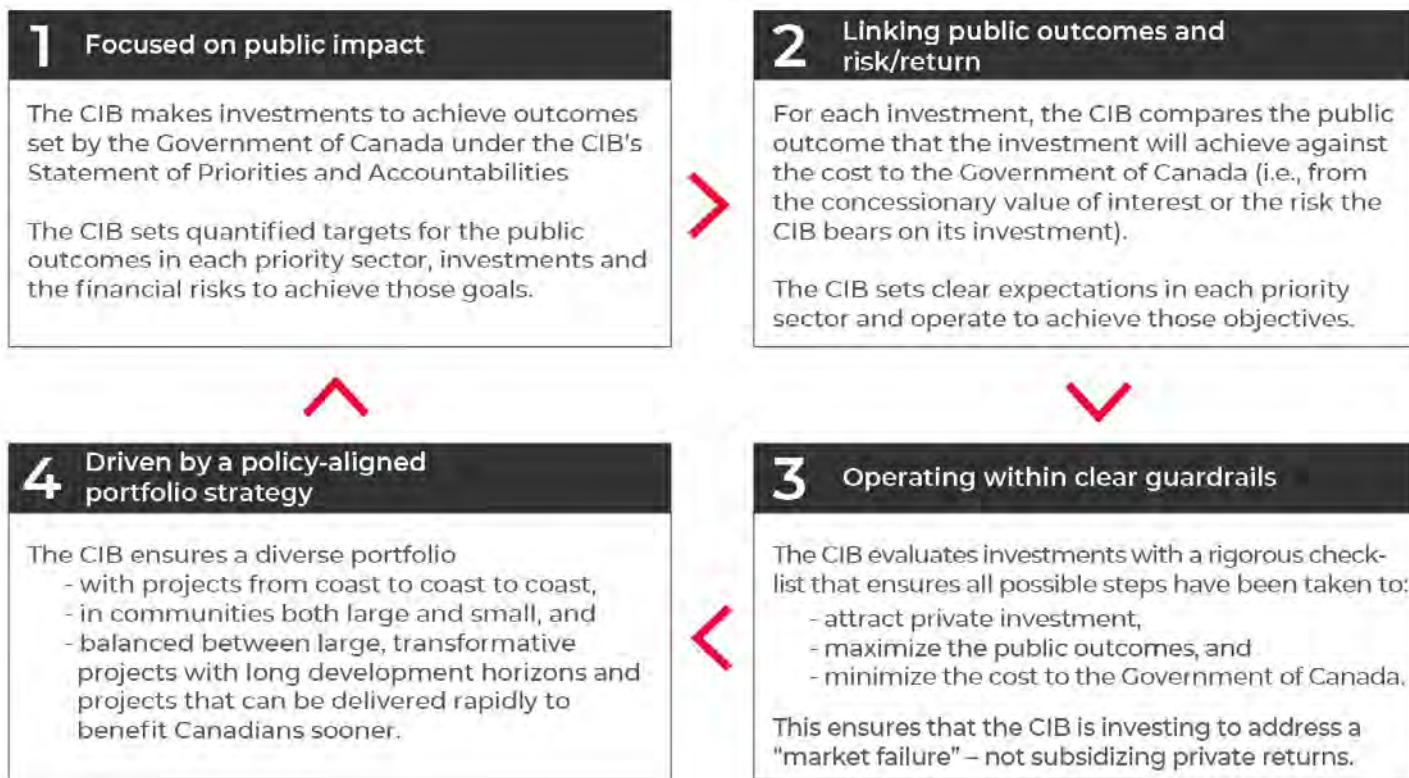 1 Focused on public impact
The CIB makes investments to achieve outcomes
set by the Government of Canada under the CIB's
Statement of Priorities and Accountabilities
The CIB sets quantified targets for the public
outcomes in each priority sector, investments and
the financial risks to achieve those goals.
2 Linking public outcomes and
risk/return
For each investment, the CIB compares the public
outcome that the investment will achieve against
the cost to the Government of Canada (i.e., from
the concessionary value of interest or the risk the
CIB bears on its investment).
The CIB sets clear expectations in each priority
sector and operate to achieve those objectives.
3 Operating within clear guardrails
The CIB evaluates investments with a rigorous check-
list that ensures all possible steps have been taken to:
- attract private investment,
- maximize the public outcomes, and
- minimize the cost to the Government of Canada.
This ensures that the CIB is investing to address a
"market failure" – not subsidizing private returns.
4 Driven by a policy-aligned
portfolio strategy
The CIB ensures a diverse portfolio
- with projects from coast to coast to coast,
- in communities both large and small, and
- balanced between large, transformative
projects with long development horizons and
projects that can be delivered rapidly to
benefit Canadians sooner.